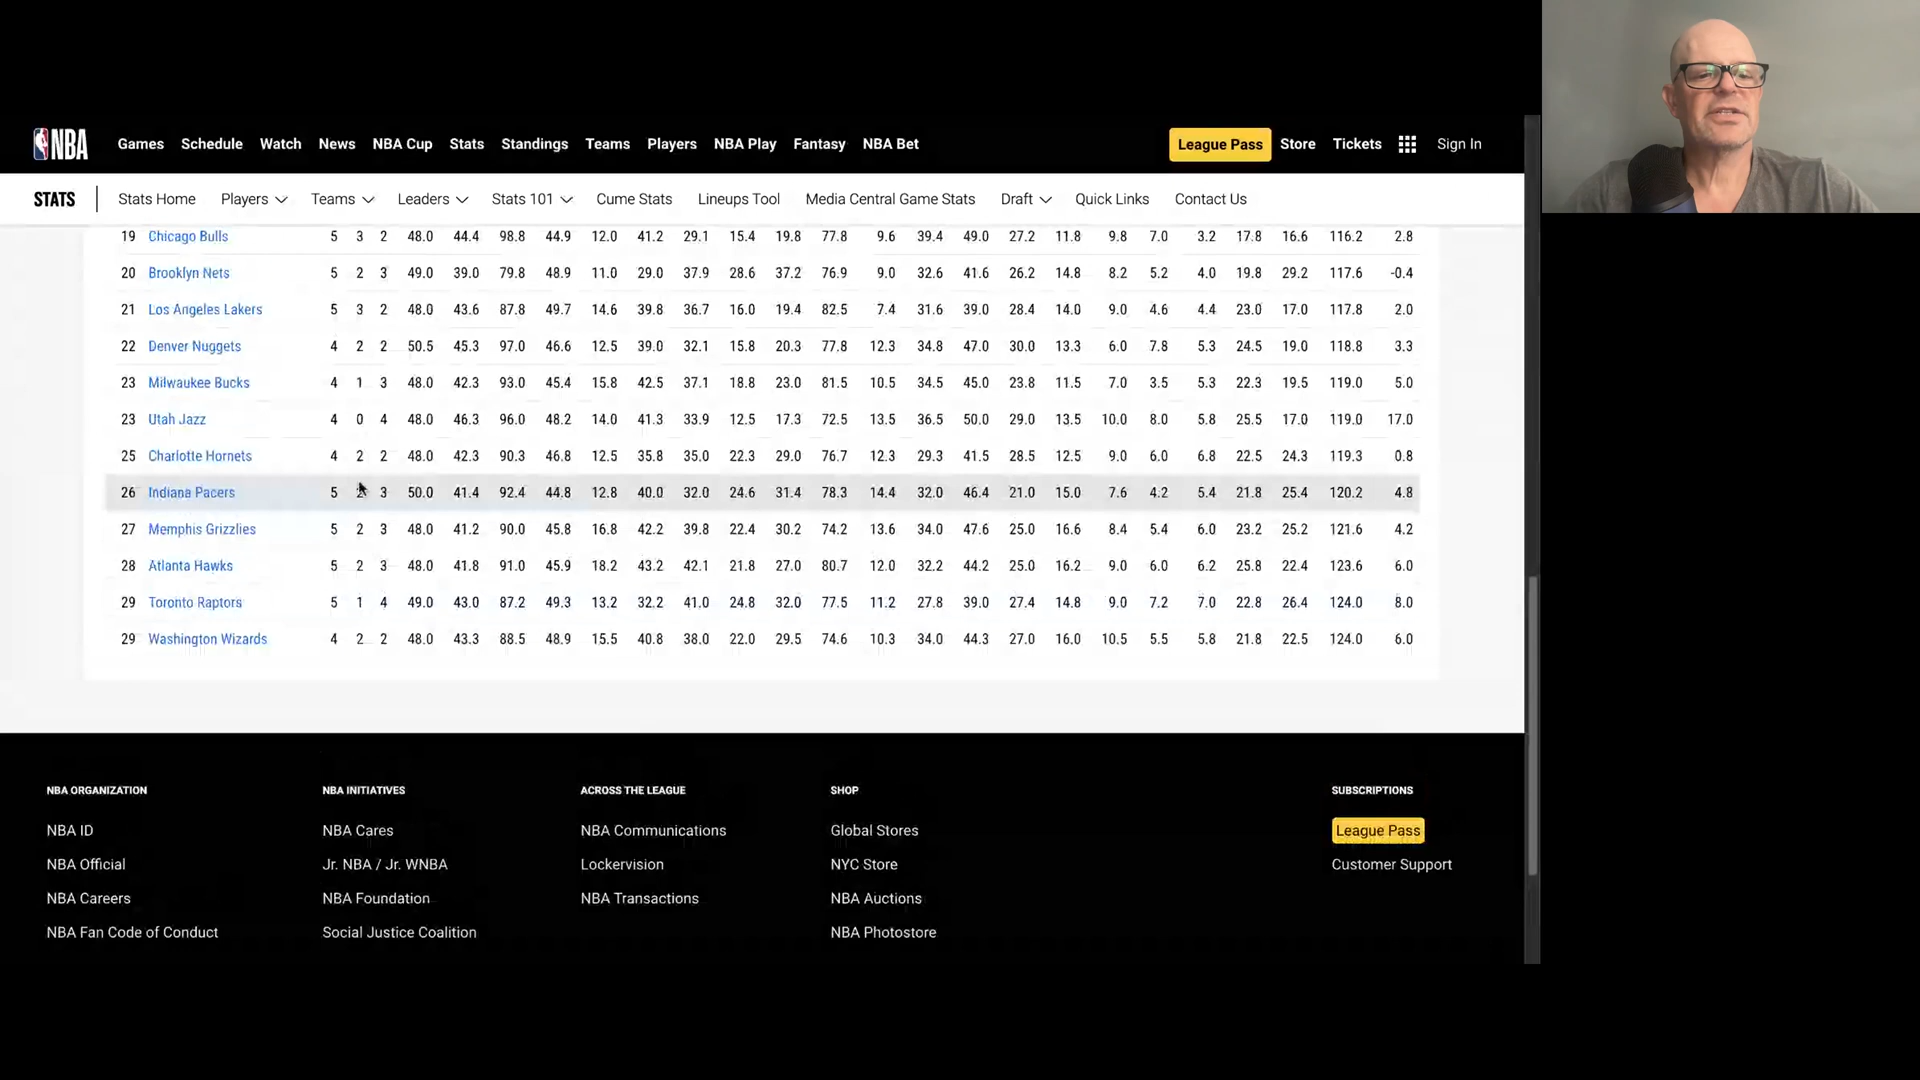 NBA Games Schedule Watch News NBA Cup Stats Standings Teams Players NBA Play Fantasy NBA Bet League Pass Store Tickets Sign In
STATS Stats Home Players Teams Leaders Stats 101 Cume Stats Lineups Tool Media Central Game Stats Draft Quick Links Contact Us
19 Chicago Bulls 5 3 2 48.0 44.4 98.8 44.9 12.0 41.2 29.1 15.4 19.8 77.8 9.6 39.4 49.0 27.2 11.8 9.8 7.0 3.2 17.8 16.6 116.2 2.8
20 Brooklyn Nets 5 2 3 49.0 39.0 79.8 48.9 11.0 29.0 37.9 28.6 37.2 76.9 9.0 32.6 41.6 26.2 14.8 8.2 5.2 4.0 19.8 29.2 117.6 -0.4
21 Los Angeles Lakers 5 3 2 48.0 43.6 87.8 49.7 14.6 39.8 36.7 16.0 19.4 82.5 7.4 31.6 39.0 28.4 14.0 9.0 4.6 4.4 23.0 17.0 117.8 2.0
22 Denver Nuggets 4 2 2 50.5 45.3 97.0 46.6 12.5 39.0 32.1 15.8 20.3 77.8 12.3 34.8 47.0 30.0 13.3 6.0 7.8 5.3 24.5 19.0 118.8 3.3
23 Milwaukee Bucks 4 1 3 48.0 42.3 93.0 45.4 15.8 42.5 37.1 18.8 23.0 81.5 10.5 34.5 45.0 23.8 11.5 7.0 3.5 5.3 22.3 19.5 119.0 5.0
23 Utah Jazz 4 0 4 48.0 46.3 96.0 48.2 14.0 41.3 33.9 12.5 17.3 72.5 13.5 36.5 50.0 29.0 13.5 10.0 8.0 5.8 25.5 17.0 119.0 17.0
25 Charlotte Hornets 4 2 2 48.0 42.3 90.3 46.8 12.5 35.8 35.0 22.3 29.0 76.7 12.3 29.3 41.5 28.5 12.5 9.0 6.0 6.8 22.5 24.3 119.3 0.8
26 Indiana Pacers 5 2 3 50.0 41.4 92.4 44.8 12.8 40.0 32.0 24.6 31.4 78.3 14.4 32.0 46.4 21.0 15.0 7.6 4.2 5.4 21.8 25.4 120.2 4.8
27 Memphis Grizzlies 5 2 3 48.0 41.2 90.0 45.8 16.8 42.2 39.8 22.4 30.2 74.2 13.6 34.0 47.6 25.0 16.6 8.4 5.4 6.0 23.2 25.2 121.6 4.2
28 Atlanta Hawks 5 2 3 48.0 41.8 91.0 45.9 18.2 43.2 42.1 21.8 27.0 80.7 12.0 32.2 44.2 25.0 16.2 9.0 6.0 6.2 25.8 22.4 123.6 6.0
29 Toronto Raptors 5 1 4 49.0 43.0 87.2 49.3 13.2 32.2 41.0 24.8 32.0 77.5 11.2 27.8 39.0 27.4 14.8 9.0 7.2 7.0 22.8 26.4 124.0 8.0
29 Washington Wizards 4 2 2 48.0 43.3 88.5 48.9 15.5 40.8 38.0 22.0 29.5 74.6 10.3 34.0 44.3 27.0 16.0 10.5 5.5 5.8 21.8 22.5 124.0 6.0
NBA ORGANIZATION NBA INITIATIVES ACROSS THE LEAGUE SHOP SUBSCRIPTIONS
NBA ID NBA Cares NBA Communications Global Stores League Pass
NBA Official Jr. NBA / Jr. WNBA Lockervision NYC Store Customer Support
NBA Careers NBA Foundation NBA Transactions NBA Auctions
NBA Fan Code of Conduct Social Justice Coalition NBA Photostore